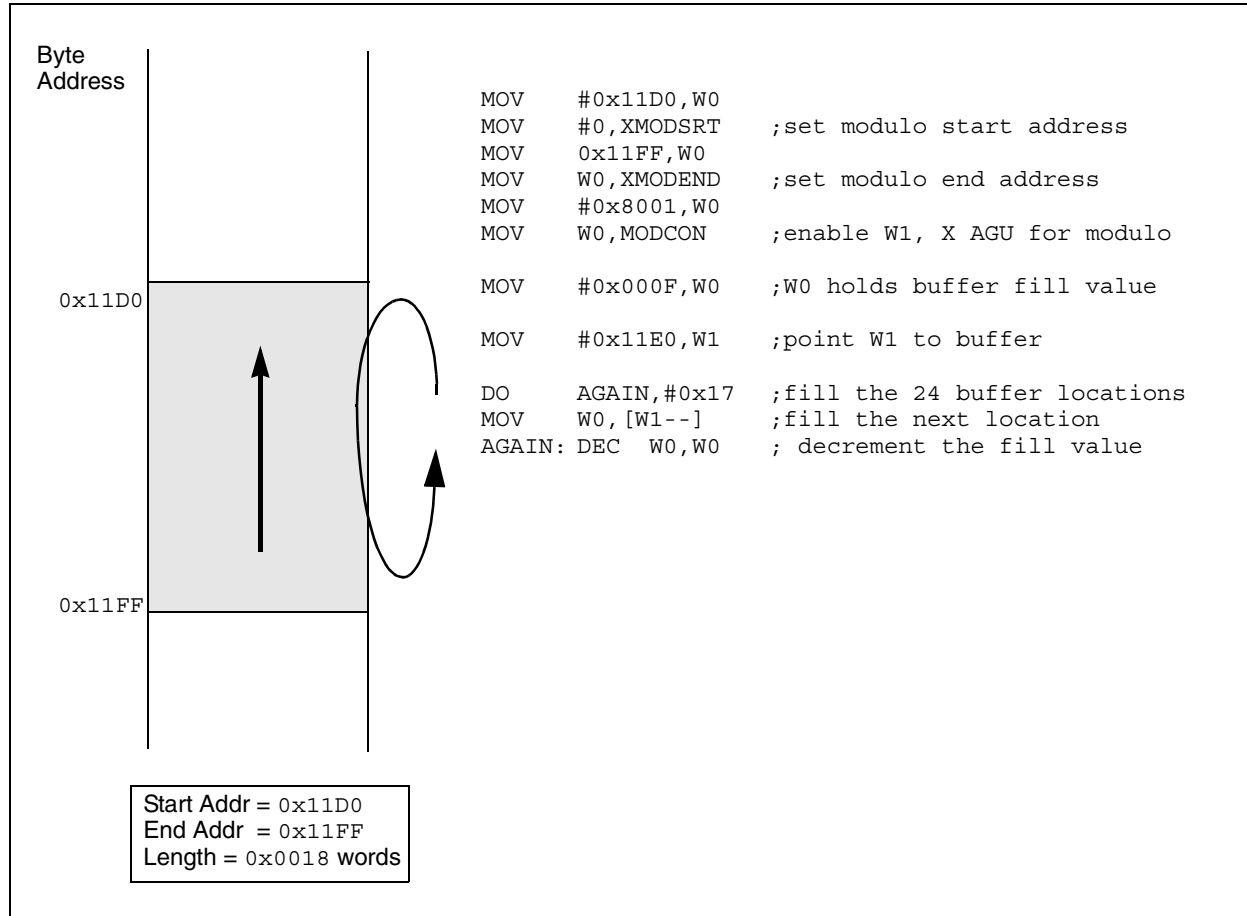 Byte
Address
MOV #0x11D0,W0
MOV #0,XMODSRT ;set modulo start address
MOV 0x11FF,W0
MOV W0,XMODEND ;set modulo end address
MOV #0x8001,W0
MOV W0,MODCON ;enable W1, X AGU for modulo
MOV #0x000F,W0 ;W0 holds buffer fill value
MOV #0x11E0,W1 ;point W1 to buffer
DO AGAIN,#0x17 ;fill the 24 buffer locations
MOV W0,[W1--] ;fill the next location
AGAIN: DEC W0,W0 ; decrement the fill value
0x11D0
0x11FF
Start Addr = 0x11D0
End Addr = 0x11FF
Length = 0x0018 words